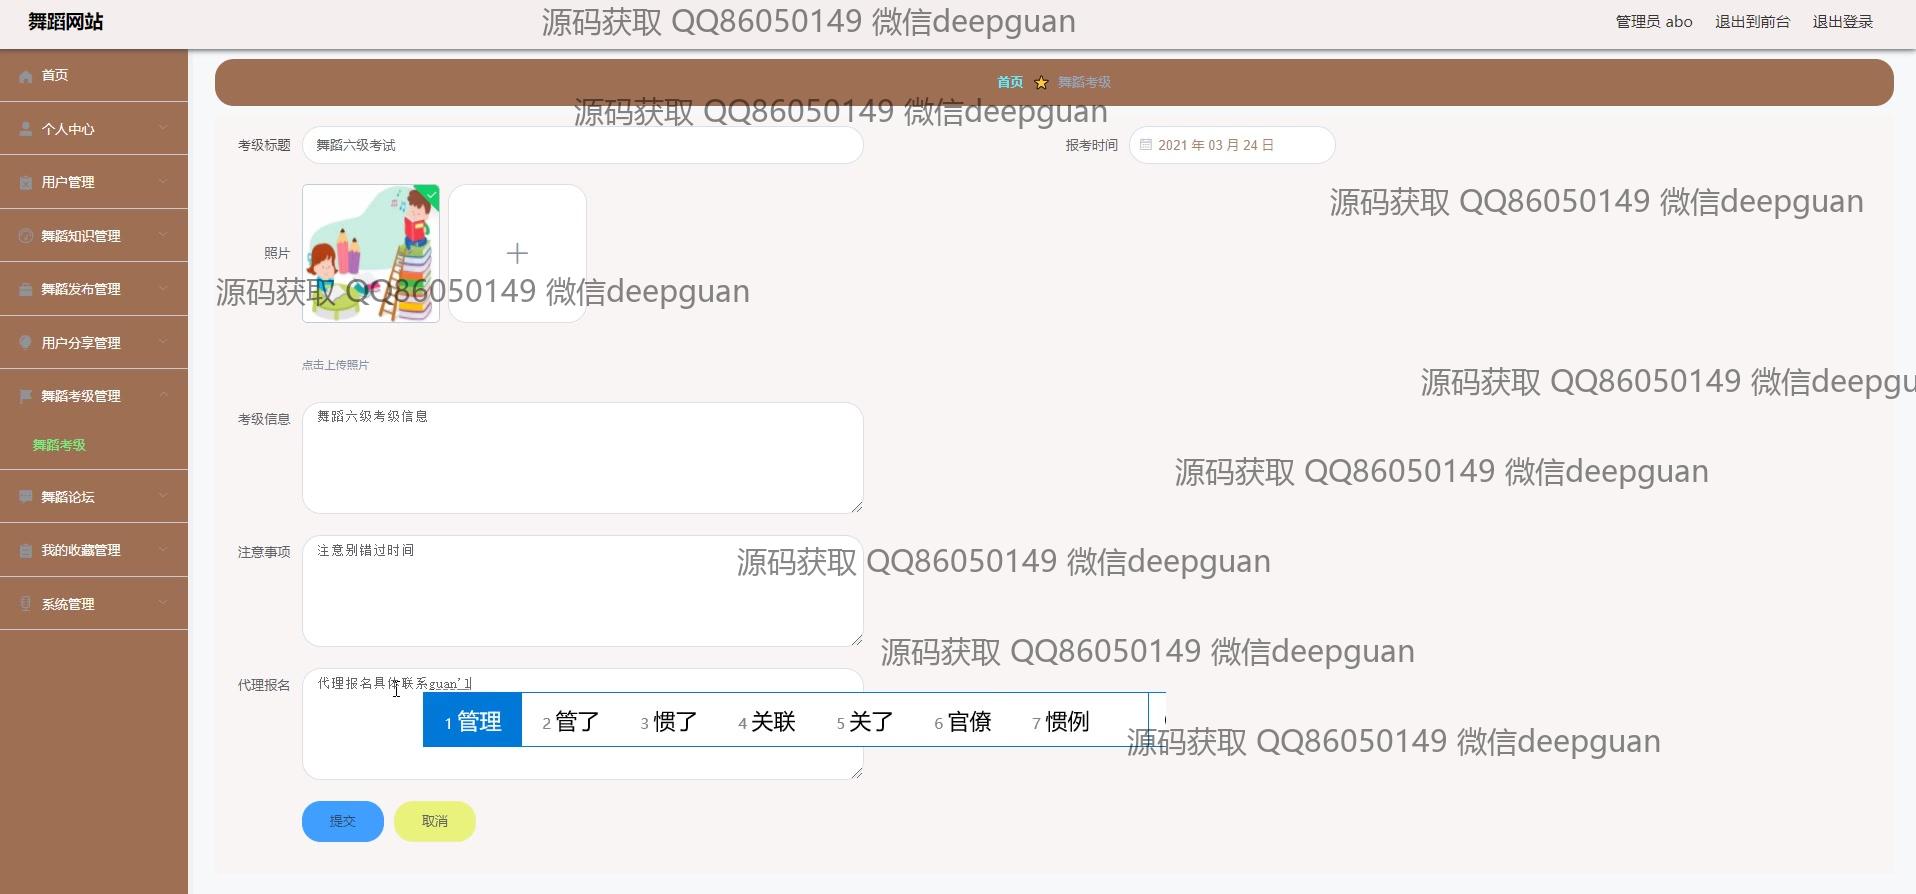 舞蹈网站
源码获取 QQ86050149 微信deepguan
管理员 abo
退出到前台
退出登录
首页
首页 舞蹈考级
源码获取 QQ86050149 微信deepguan
个人中心
考级标题
舞蹈六级考试
报考时间
2021 年 03 月 24 日
用户管理
源码获取 QQ86050149 微信deepguan
舞蹈知识管理
照片
舞蹈发布管理
源码获取 QQ86050149 微信deepguan
用户分享管理
点击上传照片
舞蹈考级管理
源码获取 QQ86050149 微信deepgu
考级信息
舞蹈六级考级信息
舞蹈考级
源码获取 QQ86050149 微信deepguan
舞蹈论坛
我的收藏管理
注意事项
注意别错过时间
源码获取 QQ86050149 微信deepguan
系统管理
源码获取 QQ86050149 微信deepguan
代理报名
代理报名具体联系guan'l
1 管理 2 管了 3 惯了 4 关联 5 关了 6 官僚 7 惯例
源码获取 QQ86050149 微信deepguan
提交
取消